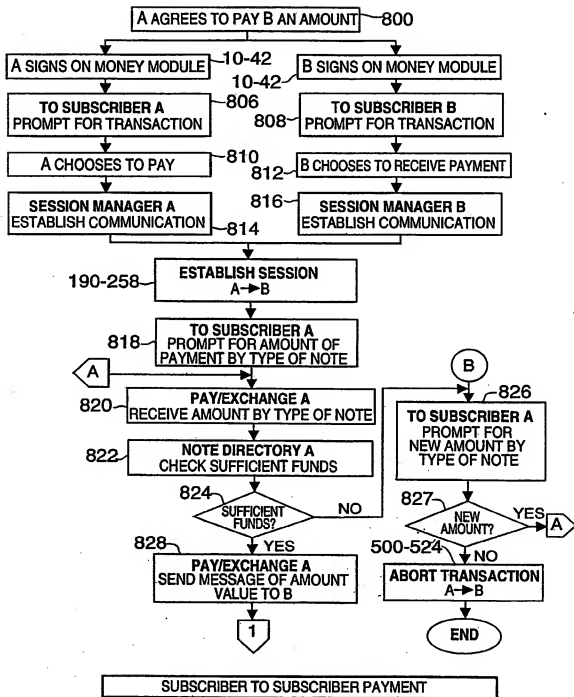 A AGREES TO PAY B AN AMOUNT
800
A SIGNS ON MONEY MODULE
10-42
10-42
B SIGNS ON MONEY MODULE
TO SUBSCRIBER A
PROMPT FOR TRANSACTION
806
808
TO SUBSCRIBER B
PROMPT FOR TRANSACTION
A CHOOSES TO PAY
810
812
B CHOOSES TO RECEIVE PAYMENT
SESSION MANAGER A
ESTABLISH COMMUNICATION
814
816
SESSION MANAGER B
ESTABLISH COMMUNICATION
190-258
ESTABLISH SESSION
A→B
818
TO SUBSCRIBER A
PROMPT FOR AMOUNT OF
PAYMENT BY TYPE OF NOTE
A
820
PAY/EXCHANGE A
RECEIVE AMOUNT BY TYPE OF NOTE
822
NOTE DIRECTORY A
CHECK SUFFICIENT FUNDS
824
SUFFICIENT
FUNDS?
NO
YES
828
PAY/EXCHANGE A
SEND MESSAGE OF AMOUNT
VALUE TO B
1
B
826
TO SUBSCRIBER A
PROMPT FOR
NEW AMOUNT BY
TYPE OF NOTE
827
NEW
AMOUNT?
YES
A
NO
500-524
ABORT TRANSACTION
A→B
END
SUBSCRIBER TO SUBSCRIBER PAYMENT